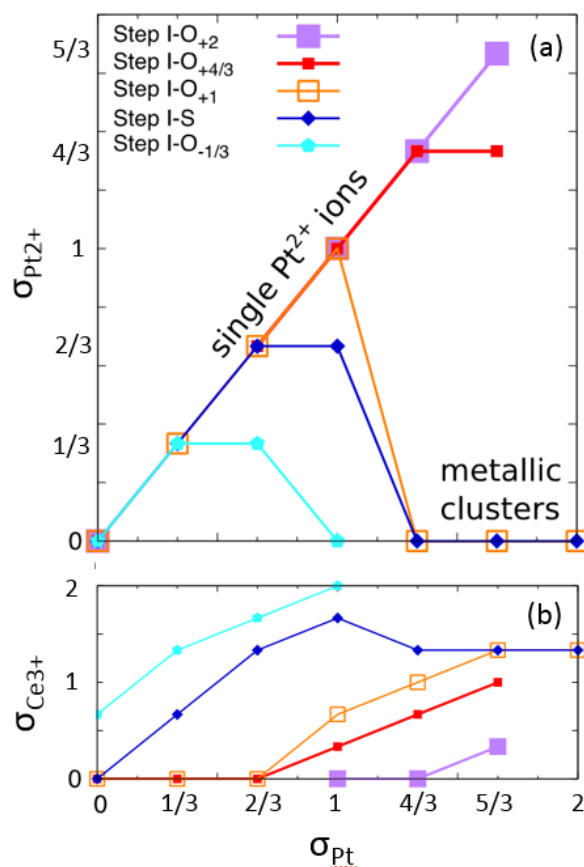 (a)
Step I-O+2
Step I-O+4/3
Step I-O+1
Step I-S
Step I-O-1/3
5/3
4/3
1
2/3
1/3
0
σPt2+
single Pt2+ ions
metallic
clusters
(b)
2
1
0
σCe3+
0
1/3
2/3
1
4/3
5/3
2
σPt